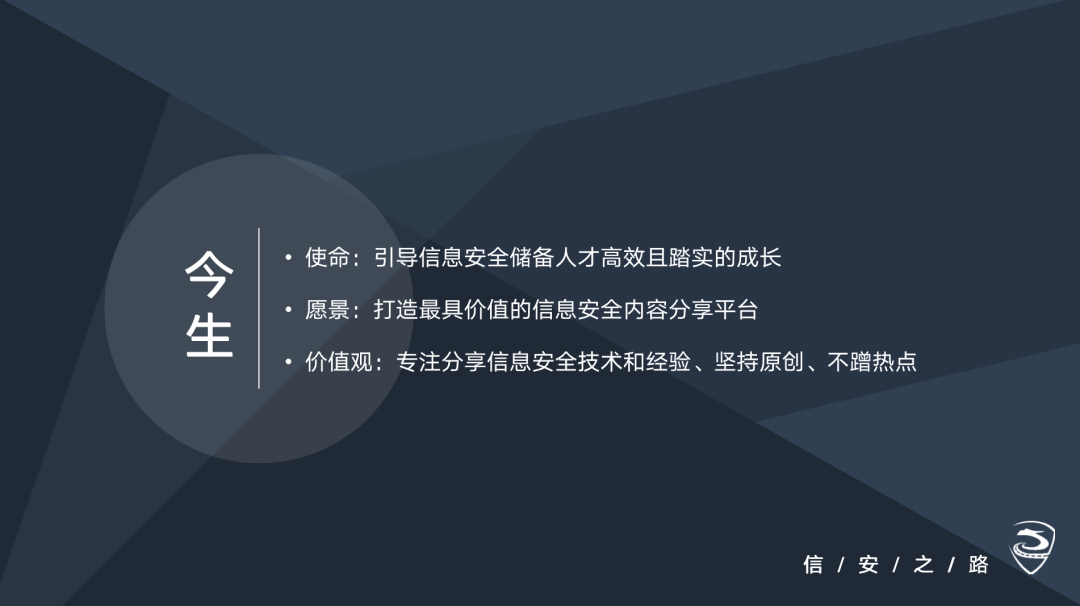 今
生
• 使命：引导信息安全储备人才高效且踏实的成长
• 愿景：打造最具价值的信息安全内容分享平台
• 价值观：专注分享信息安全技术和经验、坚持原创、不蹭热点
信 / 安 / 之 / 路